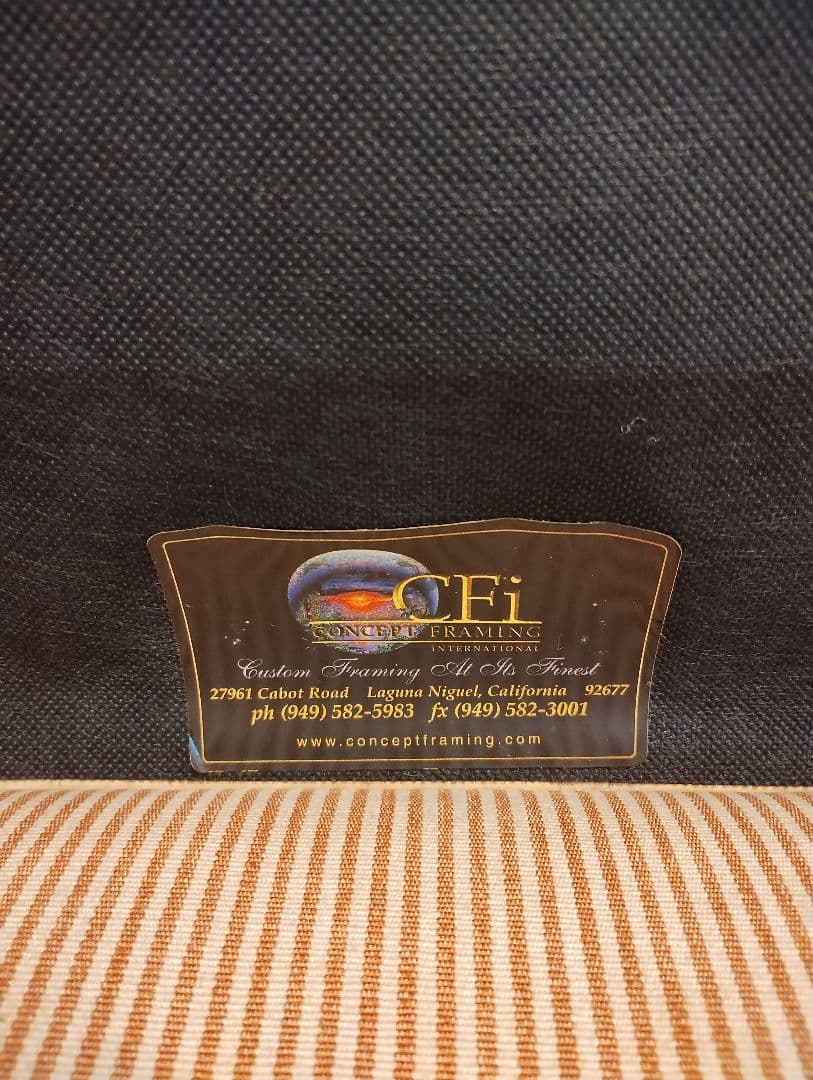 CFi
CONCEPT FRAMING
INTERNATIONAL
Custom Framing At Its Finest
27961 Cabot Road Laguna Niguel, California 92677
ph (949) 582-5983 fx (949) 582-3001
www.conceptframing.com